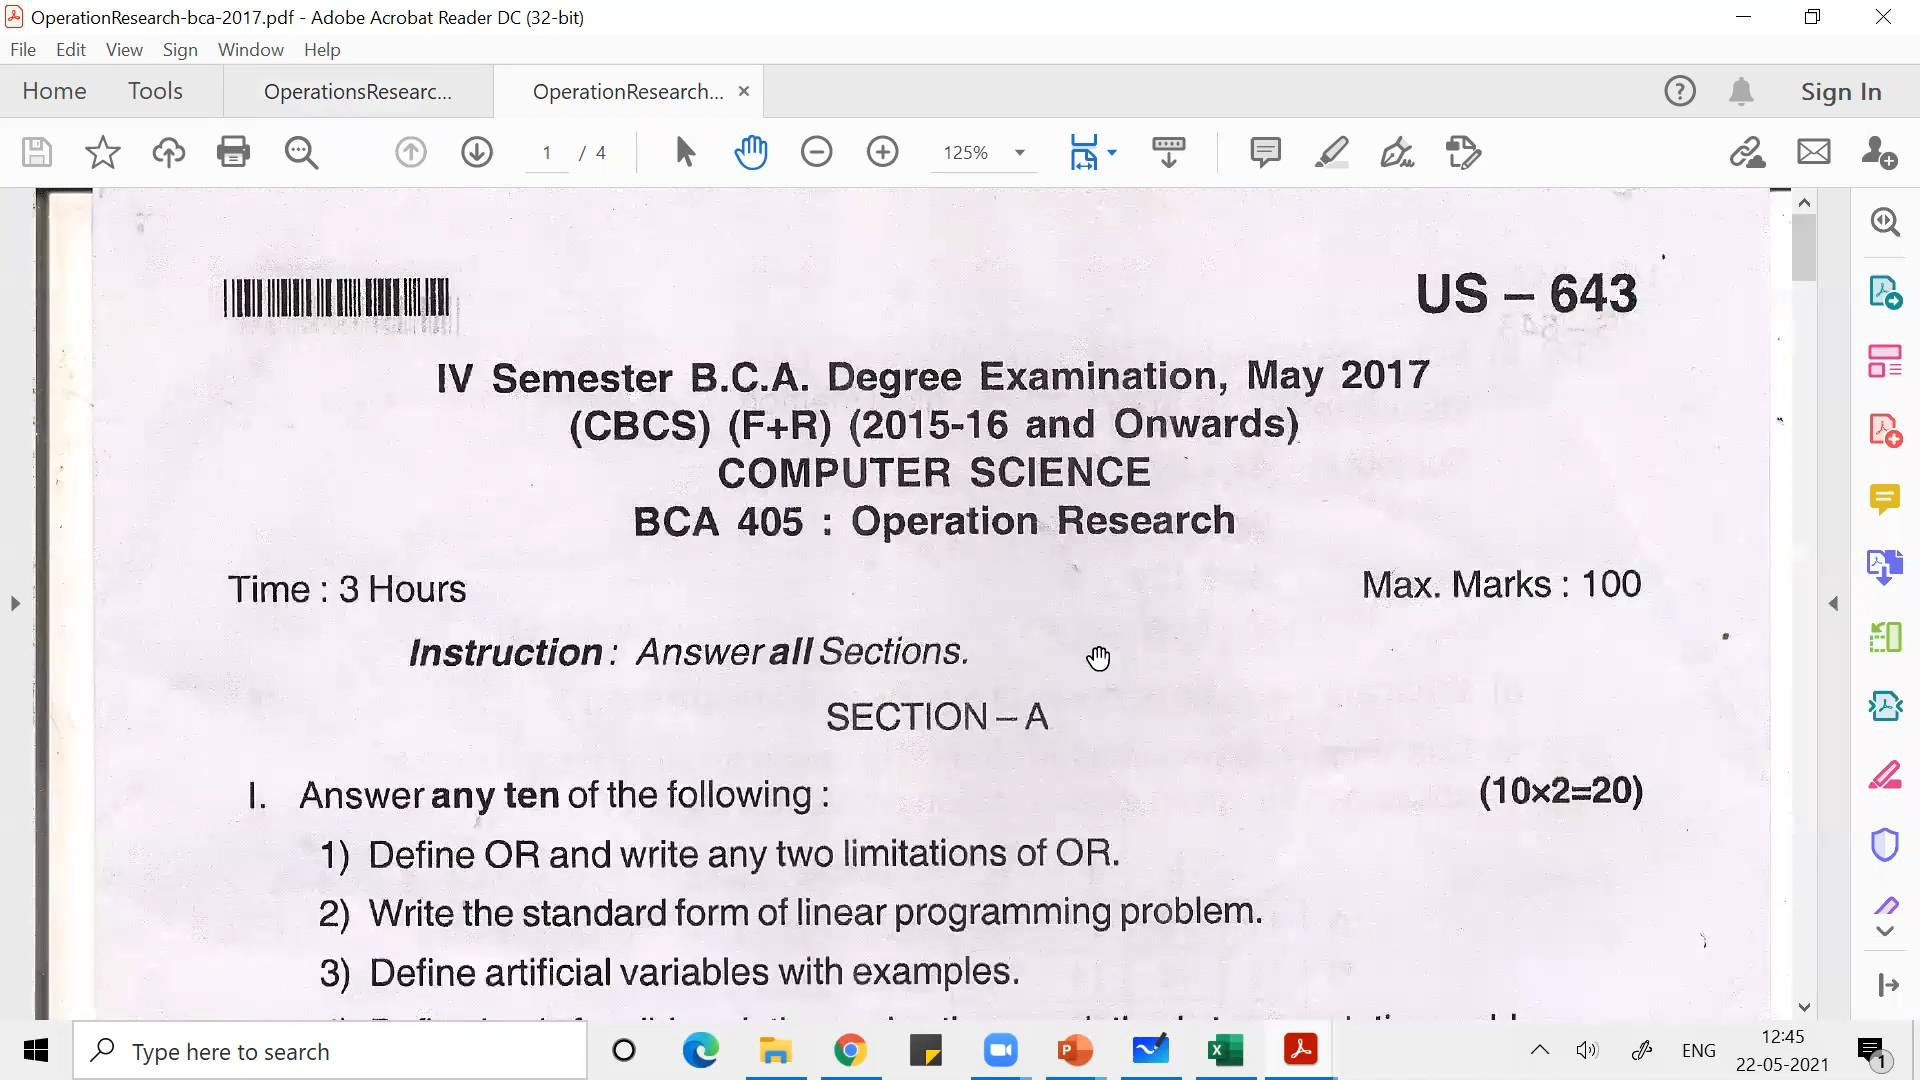 OperationResearch-bca-2017.pdf - Adobe Acrobat Reader DC (32-bit)
File Edit View Sign Window Help
Home Tools OperationsResearc... OperationResearch... × Sign In
1 / 4 125%
US – 643
IV Semester B.C.A. Degree Examination, May 2017
(CBCS) (F+R) (2015-16 and Onwards)
COMPUTER SCIENCE
BCA 405 : Operation Research
Time : 3 Hours Max. Marks : 100
Instruction : Answer all Sections.
SECTION – A
I. Answer any ten of the following : (10×2=20)
1) Define OR and write any two limitations of OR.
2) Write the standard form of linear programming problem.
3) Define artificial variables with examples.
Type here to search
ENG
12:45
22-05-2021
1